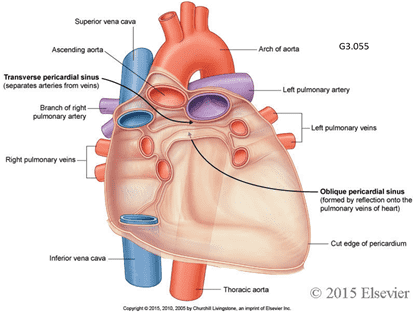 Superior vena cava
Ascending aorta
Arch of aorta
G3.055
Transverse pericardial sinus
(separates arteries from veins)
Left pulmonary artery
Branch of right
pulmonary artery
Left pulmonary veins
Right pulmonary veins
Oblique pericardial sinus
(formed by reflection onto the
pulmonary veins of heart)
Cut edge of pericardium
Inferior vena cava
Thoracic aorta
© 2015 Elsevier
Copyright © 2015, 2010, 2005 by Churchill Livingstone, an imprint of Elsevier Inc.